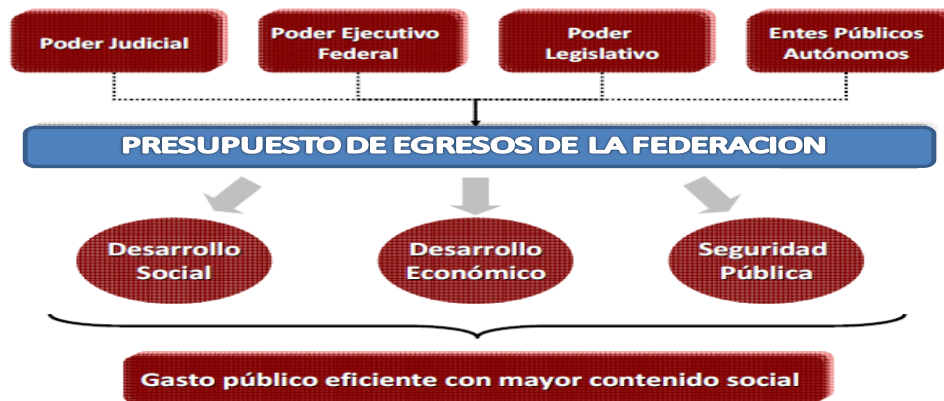 Poder Judicial
Poder Ejecutivo
Federal
Poder
Legislativo
Entes Públicos
Autónomos
PRESUPUESTO DE EGRESOS DE LA FEDERACION
Desarrollo
Social
Desarrollo
Económico
Seguridad
Pública
Gasto público eficiente con mayor contenido social